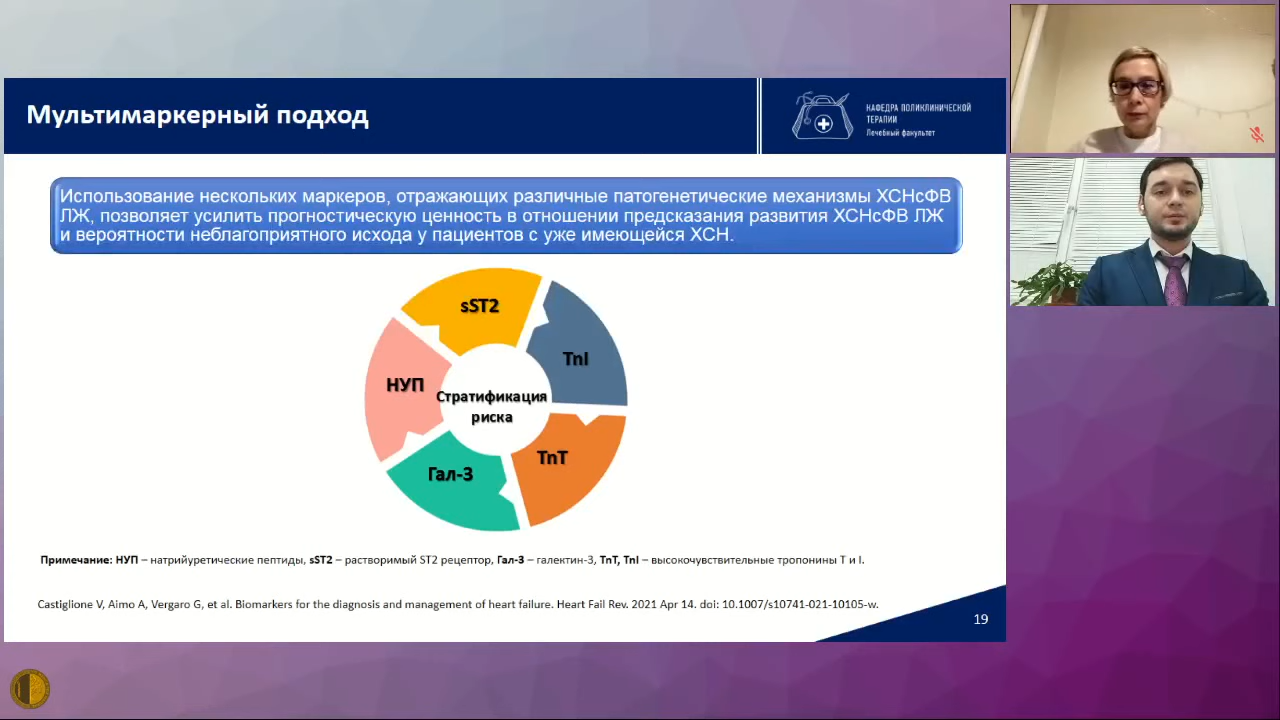 Мультимаркерный подход
КАФЕДРА ПОЛИКЛИНИЧЕСКОЙ
ТЕРАПИИ
Лечебный факультет
Использование нескольких маркеров, отражающих различные патогенетические механизмы ХСНсФВ
ЛЖ, позволяет усилить прогностическую ценность в отношении предсказания развития ХСНсФВ ЛЖ
и вероятности неблагоприятного исхода у пациентов с уже имеющейся ХСН.
sST2
TnI
НУП
Стратификация
риска
TnT
Гал-3
Примечание: НУП – натрийуретические пептиды, sST2 – растворимый ST2 рецептор, Гал-3 – галектин-3, TnT, TnI – высокочувствительные тропонины Т и I.
Castiglione V, Aimo A, Vergaro G, et al. Biomarkers for the diagnosis and management of heart failure. Heart Fail Rev. 2021 Apr 14. doi: 10.1007/s10741-021-10105-w.
19